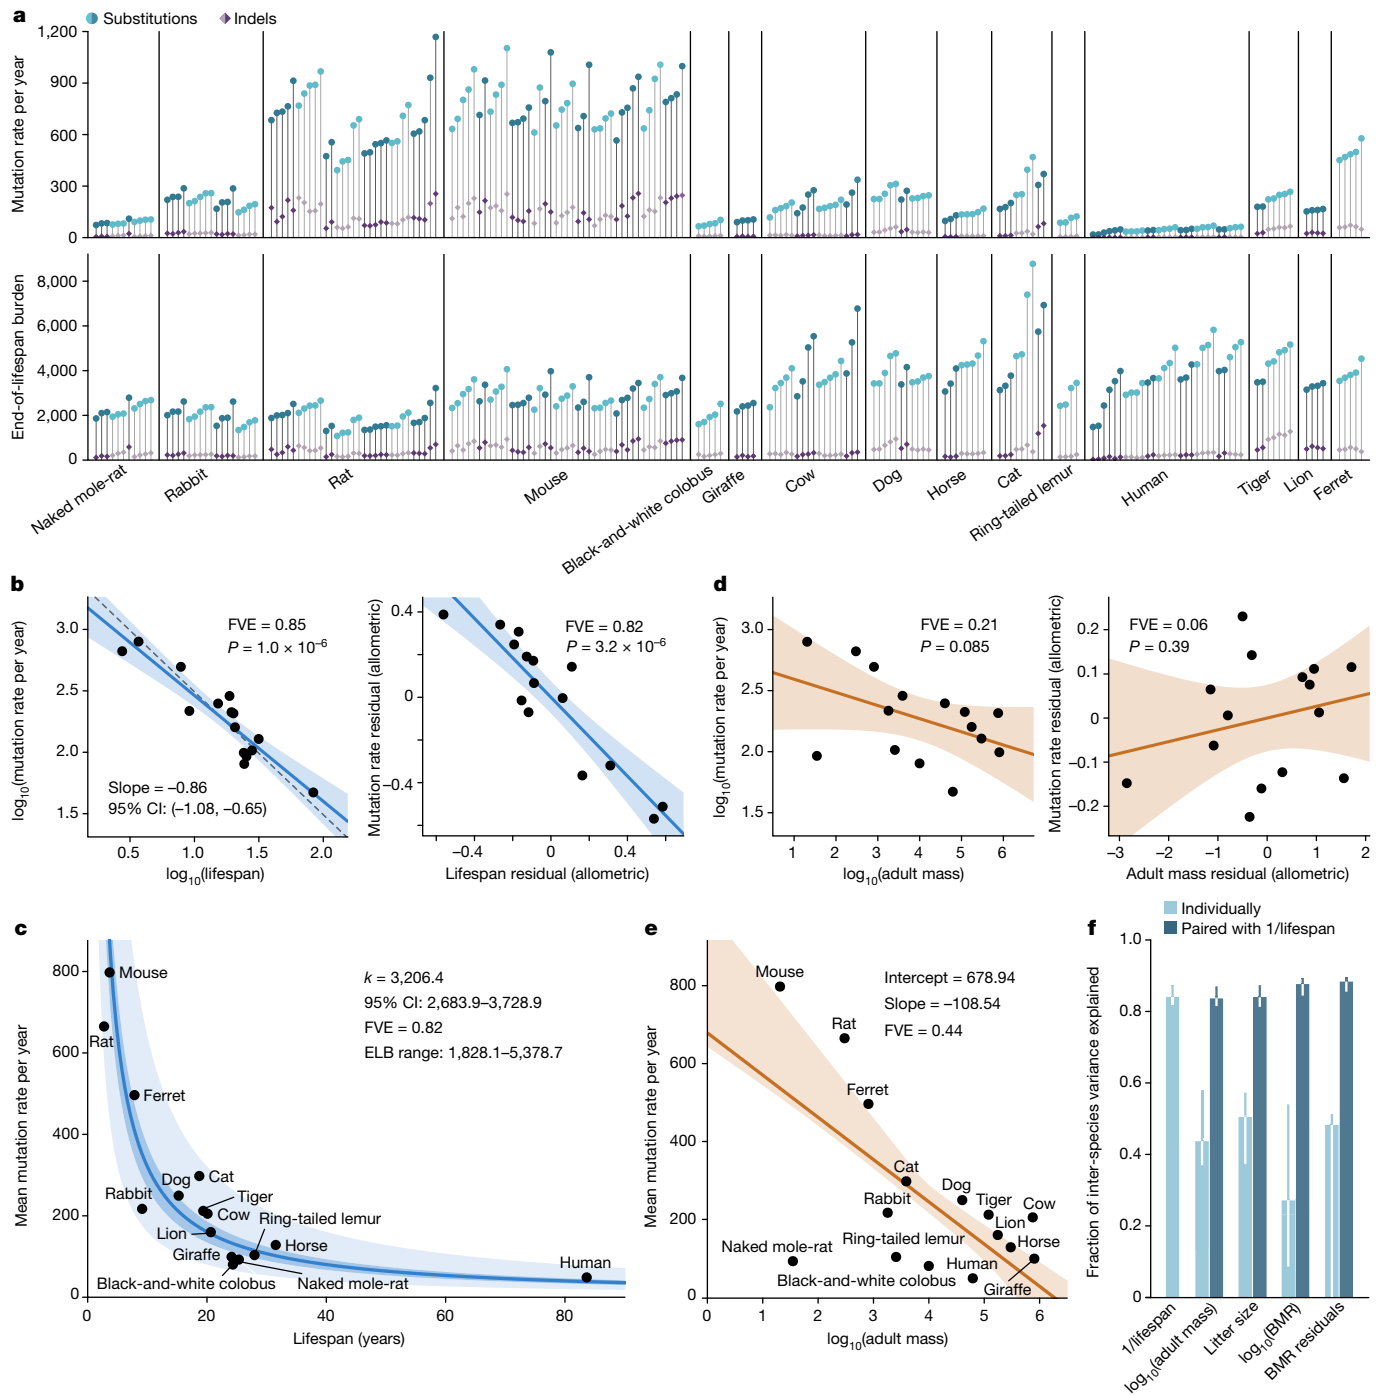 a
Substitutions Indels
Mutation rate per year
1,200
900
600
300
0
End-of-lifespan burden
8,000
6,000
4,000
2,000
0
Naked mole-rat
Rabbit
Rat
Mouse
Black-and-white colobus
Giraffe
Cow
Dog
Horse
Cat
Ring-tailed lemur
Human
Tiger
Lion
Ferret
b
log10(mutation rate per year)
3.0
2.5
2.0
1.5
FVE = 0.85
P = 1.0 × 10–6
Slope = –0.86
95% CI: (–1.08, –0.65)
0.5 1.0 1.5 2.0
log10(lifespan)
Mutation rate residual (allometric)
0.4
0
–0.4
FVE = 0.82
P = 3.2 × 10–6
–0.4 0 0.4
Lifespan residual (allometric)
d
log10(mutation rate per year)
3.0
2.5
2.0
1.5
FVE = 0.21
P = 0.085
1 2 3 4 5 6
log10(adult mass)
Mutation rate residual (allometric)
0.2
0.1
0
–0.1
–0.2
FVE = 0.06
P = 0.39
–3 –2 –1 0 1 2
Adult mass residual (allometric)
c
Mean mutation rate per year
800
600
400
200
0
k = 3,206.4
95% CI: 2,683.9–3,728.9
FVE = 0.82
ELB range: 1,828.1–5,378.7
Mouse
Rat
Ferret
Dog
Cat
Rabbit
Tiger
Cow
Ring-tailed lemur
Lion
Horse
Giraffe
Human
Black-and-white colobus
Naked mole-rat
0 20 40 60 80
Lifespan (years)
e
Mean mutation rate per year
800
600
400
200
0
Intercept = 678.94
Slope = –108.54
FVE = 0.44
Mouse
Rat
Ferret
Cat
Dog
Rabbit
Tiger
Cow
Lion
Ring-tailed lemur
Horse
Naked mole-rat
Human
Black-and-white colobus
Giraffe
0 1 2 3 4 5 6
log10(adult mass)
f
Individually
Paired with 1/lifespan
Fraction of inter-species variance explained
1.0
0.8
0.6
0.4
0.2
0
1/lifespan
log10(adult mass)
Litter size
log10(BMR)
BMR residuals